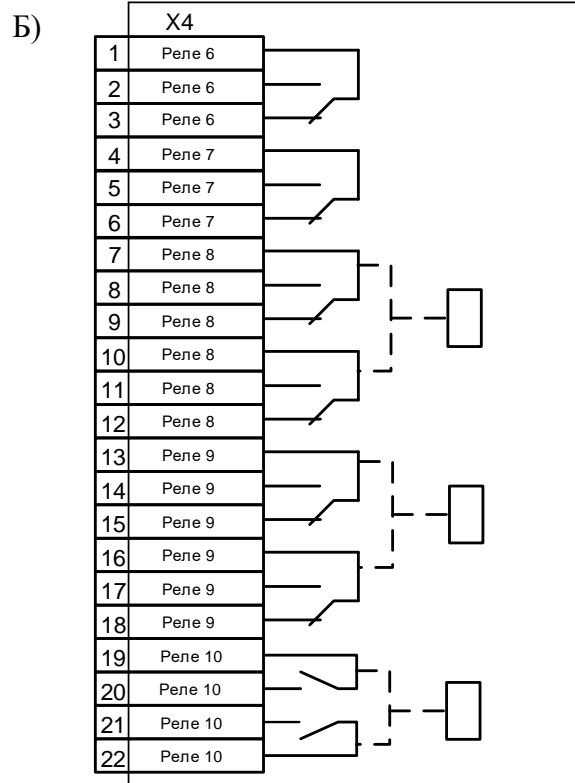 Б)
X4
1 Реле 6
2 Реле 6
3 Реле 6
4 Реле 7
5 Реле 7
6 Реле 7
7 Реле 8
8 Реле 8
9 Реле 8
10 Реле 8
11 Реле 8
12 Реле 8
13 Реле 9
14 Реле 9
15 Реле 9
16 Реле 9
17 Реле 9
18 Реле 9
19 Реле 10
20 Реле 10
21 Реле 10
22 Реле 10